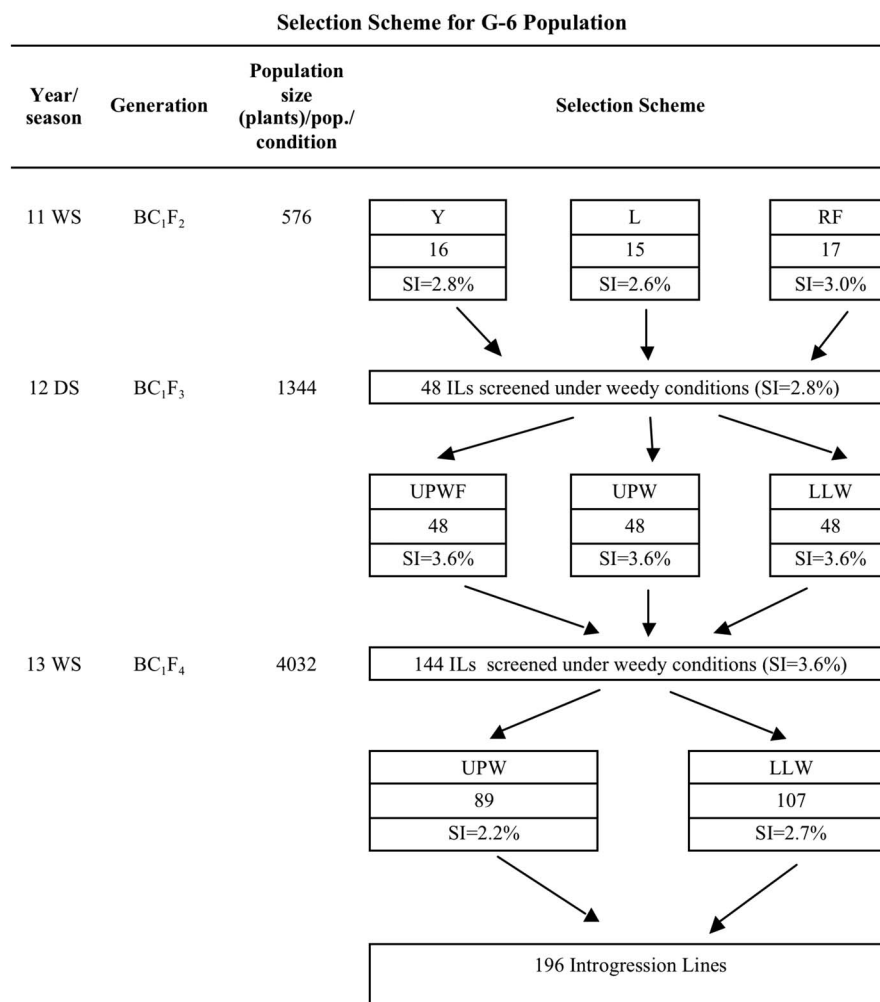 Selection Scheme for G-6 Population
Year/
season
Generation
Population
size
(plants)/pop./
condition
Selection Scheme
11 WS
BC₁F₂
576
Y
L
RF
16
15
17
SI=2.8%
SI=2.6%
SI=3.0%
12 DS
BC₁F₃
1344
48 ILs screened under weedy conditions (SI=2.8%)
UPWF
UPW
LLW
48
48
48
SI=3.6%
SI=3.6%
SI=3.6%
13 WS
BC₁F₄
4032
144 ILs screened under weedy conditions (SI=3.6%)
UPW
LLW
89
107
SI=2.2%
SI=2.7%
196 Introgression Lines